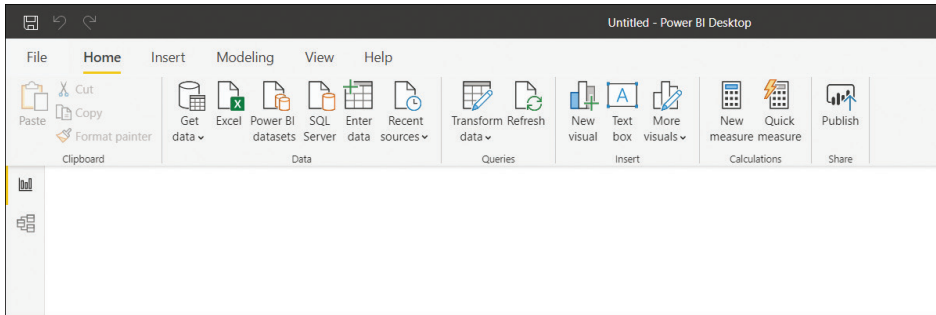 Untitled - Power BI Desktop
File Home Insert Modeling View Help
Paste
Cut
Copy
Format painter
Clipboard
Get data
Excel
Power BI datasets
SQL Server
Enter data
Recent sources
Data
Transform data
Refresh
Queries
New visual
Text box
More visuals
Insert
New measure
Quick measure
Calculations
Publish
Share